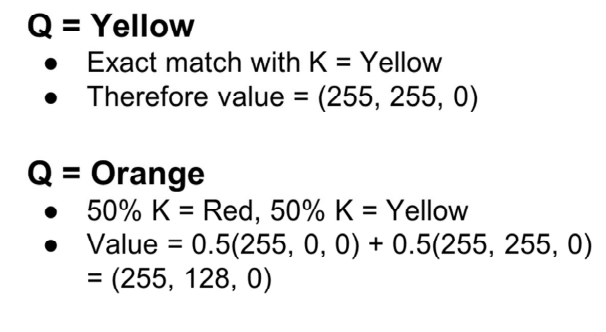 Q = Yellow
● Exact match with K = Yellow
● Therefore value = (255, 255, 0)
Q = Orange
● 50% K = Red, 50% K = Yellow
● Value = 0.5(255, 0, 0) + 0.5(255, 255, 0)
= (255, 128, 0)